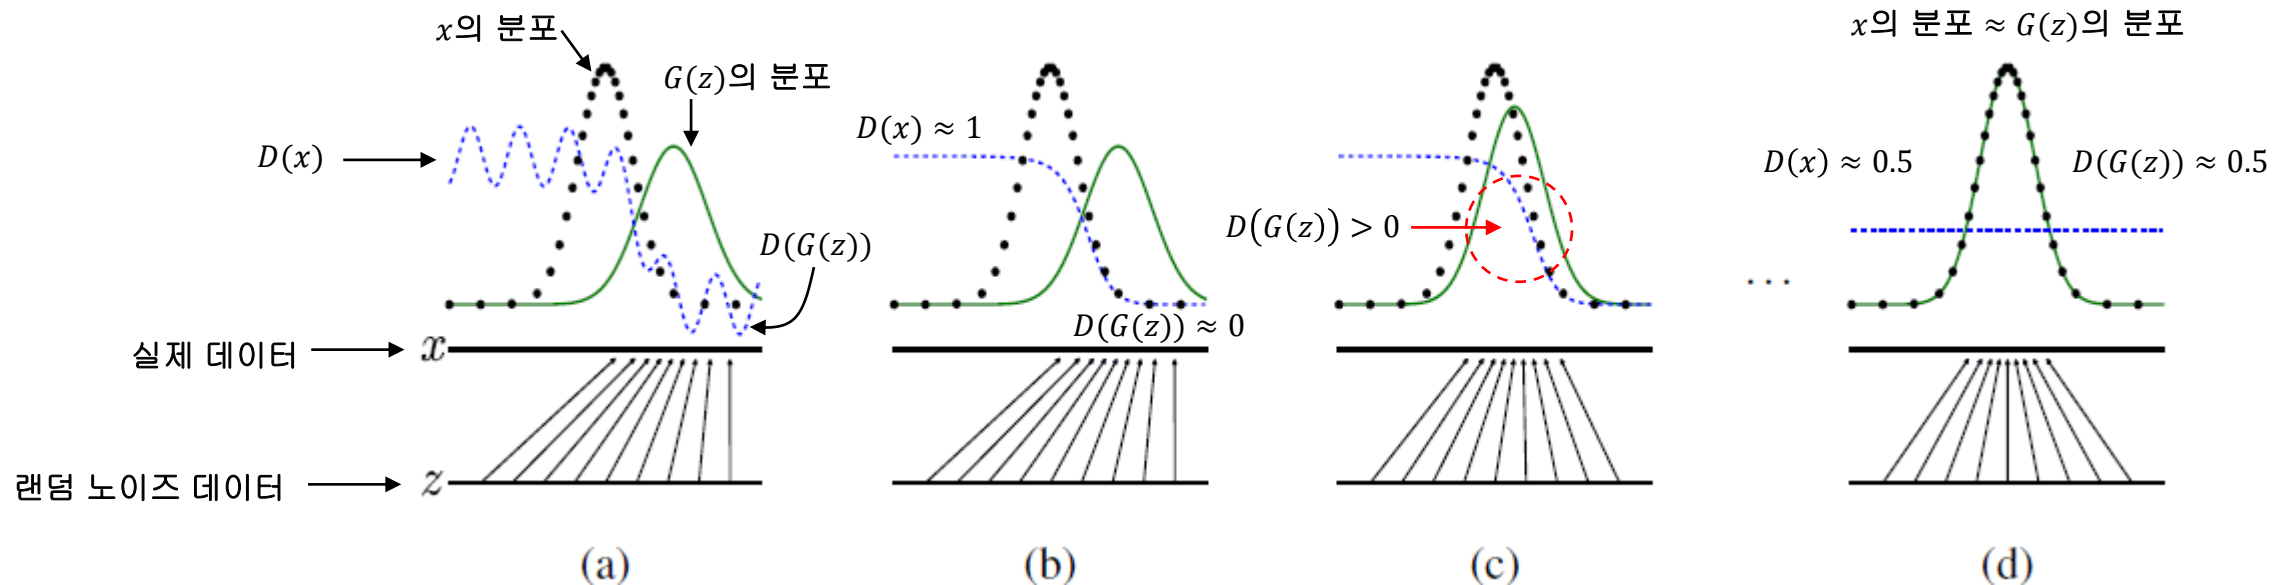 x의 분포
G(z)의 분포
D(x)
D(G(z))
실제 데이터
x
랜덤 노이즈 데이터
z
(a)
D(x) ≈ 1
D(G(z)) ≈ 0
(b)
D(G(z)) > 0
(c)
...
x의 분포 ≈ G(z)의 분포
D(x) ≈ 0.5
D(G(z)) ≈ 0.5
(d)